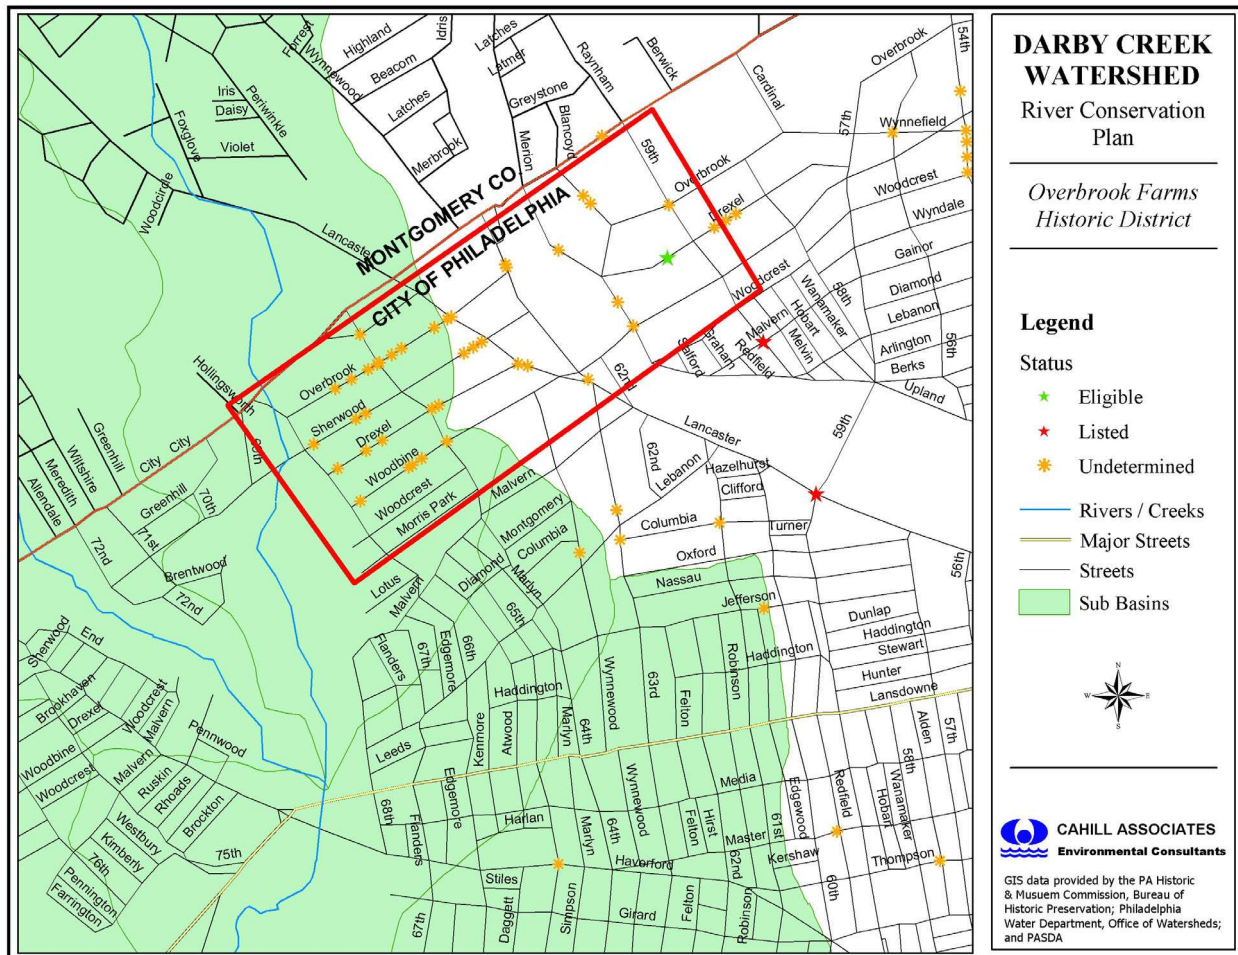 Forrest
Wynnewood
Highland
Idris
Beacom
Latches
Latmer
Latches
Greystone
Raynham
Berwick
Blancoyd
Merion
Merbrook
Iris
Daisy
Periwinkle
Foxglove
Violet
Woodcircle
Lancaster
MONTGOMERY CO.
CITY OF PHILADELPHIA
Cardinal
Overbrook
54th
57th
Wynnefield
59th
Overbrook
Drexel
Woodcrest
Wyndale
Gainor
Diamond
Lebanon
Arlington
Berks
56th
Upland
Woodcrest
58th
Wanamaker
Hobart
Melvin
Malvern
Redfield
Graham
Salford
62nd
59th
Hollingsworth
Overbrook
Sherwood
Drexel
Woodbine
Woodcrest
Morris Park
Malvern
City
City
Greenhill
Wiltshire
Meredith
Allendale
Greenhill
70th
71st
72nd
Brentwood
72nd
Lancaster
62nd
Lebanon
Hazelhurst
Clifford
Columbia
Turner
Oxford
Nassau
Jefferson
56th
Montgomery
Columbia
Diamond
Marlyn
Lotus
Malvern
65th
66th
67th
Edgemore
Flanders
Haddington
Dunlap
Haddington
Stewart
Hunter
Lansdowne
Robinson
Haddington
Felton
63rd
Wynnewood
64th
Marlyn
Atwood
Kenmore
Leeds
Sherwood
End
Brookhaven
Drexel
Woodcrest
Malvern
Woodbine
Woodcrest
Malvern
Ruskin
Rhoads
Brockton
Pennwood
Westbury
Kimberly
76th
Pennington
Farrington
75th
68th
Flanders
Edgemore
Harlan
Marlyn
64th
Wynnewood
Media
Felton
Hirst
Master
62nd
61st
Edgewood
Kershaw
Redfield
Hobart
Wanamaker
58th
Alden
57th
Thompson
60th
Haverford
Stiles
67th
Daggett
Simpson
Girard
Felton
Robinson
DARBY CREEK
WATERSHED
River Conservation
Plan
Overbrook Farms
Historic District
Legend
Status
Eligible
Listed
Undetermined
Rivers / Creeks
Major Streets
Streets
Sub Basins
N
W
E
S
CAHILL ASSOCIATES
Environmental Consultants
GIS data provided by the PA Historic
& Musuem Commission, Bureau of
Historic Preservation; Philadelphia
Water Department, Office of Watersheds;
and PASDA